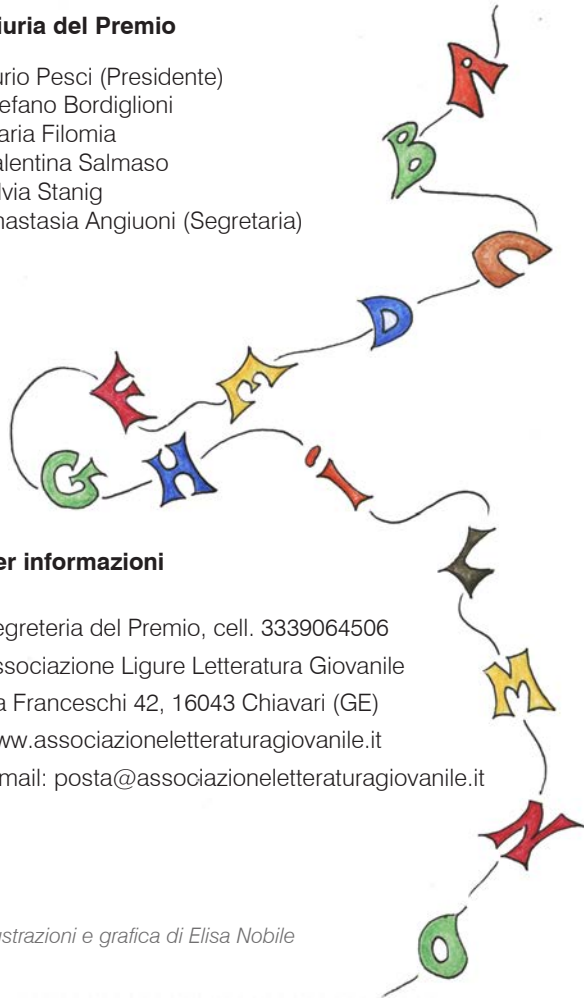 iuria del Premio
urio Pesci (Presidente)
efano Bordiglioni
aria Filomia
alentina Salmaso
lvia Stanig
nastasia Angiuoni (Segretaria)
A
B
C
D
E
F
G
H
i
L
M
N
O
er informazioni
egreteria del Premio, cell. 3339064506
ssociazione Ligure Letteratura Giovanile
a Franceschi 42, 16043 Chiavari (GE)
ww.associazioneletteraturagiovanile.it
mail: posta@associazioneletteraturagiovanile.it
ustrazioni e grafica di Elisa Nobile